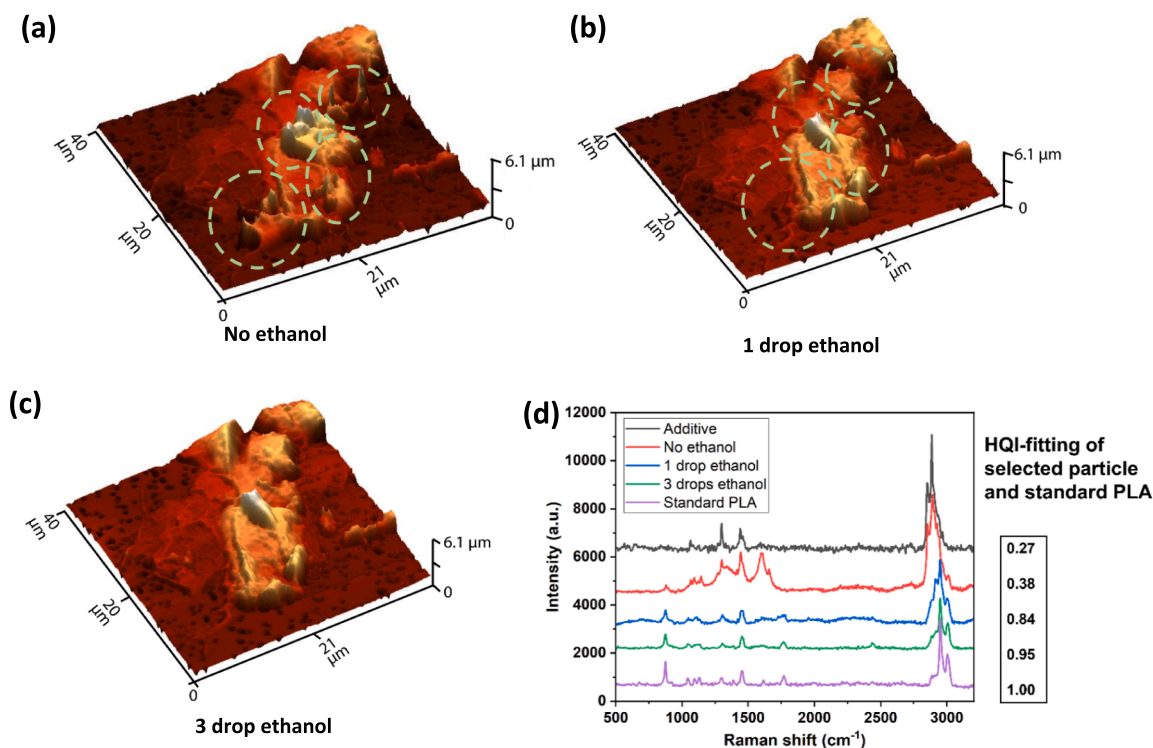 (a)
40
μm
20
μm
0
21
μm
6.1 μm
0
No ethanol
(b)
40
μm
20
μm
0
21
μm
6.1 μm
0
1 drop ethanol
(c)
40
μm
20
μm
0
21
μm
6.1 μm
0
3 drop ethanol
(d)
12000
10000
8000
6000
4000
2000
0
Intensity (a.u.)
Additive
No ethanol
1 drop ethanol
3 drops ethanol
Standard PLA
500
1000
1500
2000
2500
3000
Raman shift (cm⁻¹)
HQI-fitting of
selected particle
and standard PLA
0.27
0.38
0.84
0.95
1.00